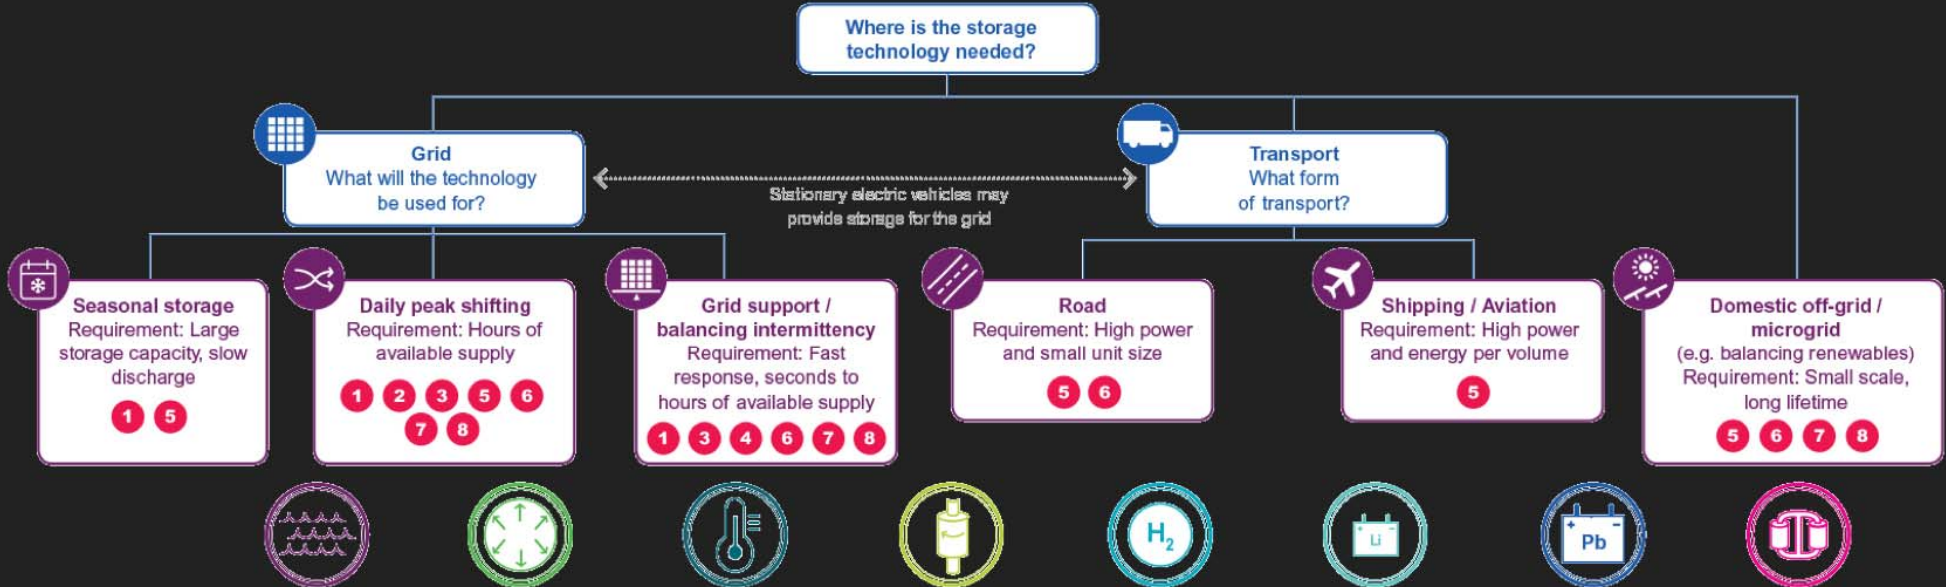 Where is the storage
technology needed?
Grid
What will the technology
be used for?
Stationary electric vehicles may
provide storage for the grid
Transport
What form
of transport?
Seasonal storage
Requirement: Large
storage capacity, slow
discharge
1 5
Daily peak shifting
Requirement: Hours of
available supply
1 2 3 5 6
7 8
Grid support /
balancing intermittency
Requirement: Fast
response, seconds to
hours of available supply
1 3 4 6 7 8
Road
Requirement: High power
and small unit size
5 6
Shipping / Aviation
Requirement: High power
and energy per volume
5
Domestic off-grid /
microgrid
(e.g. balancing renewables)
Requirement: Small scale,
long lifetime
5 6 7 8
H₂
Li
Pb